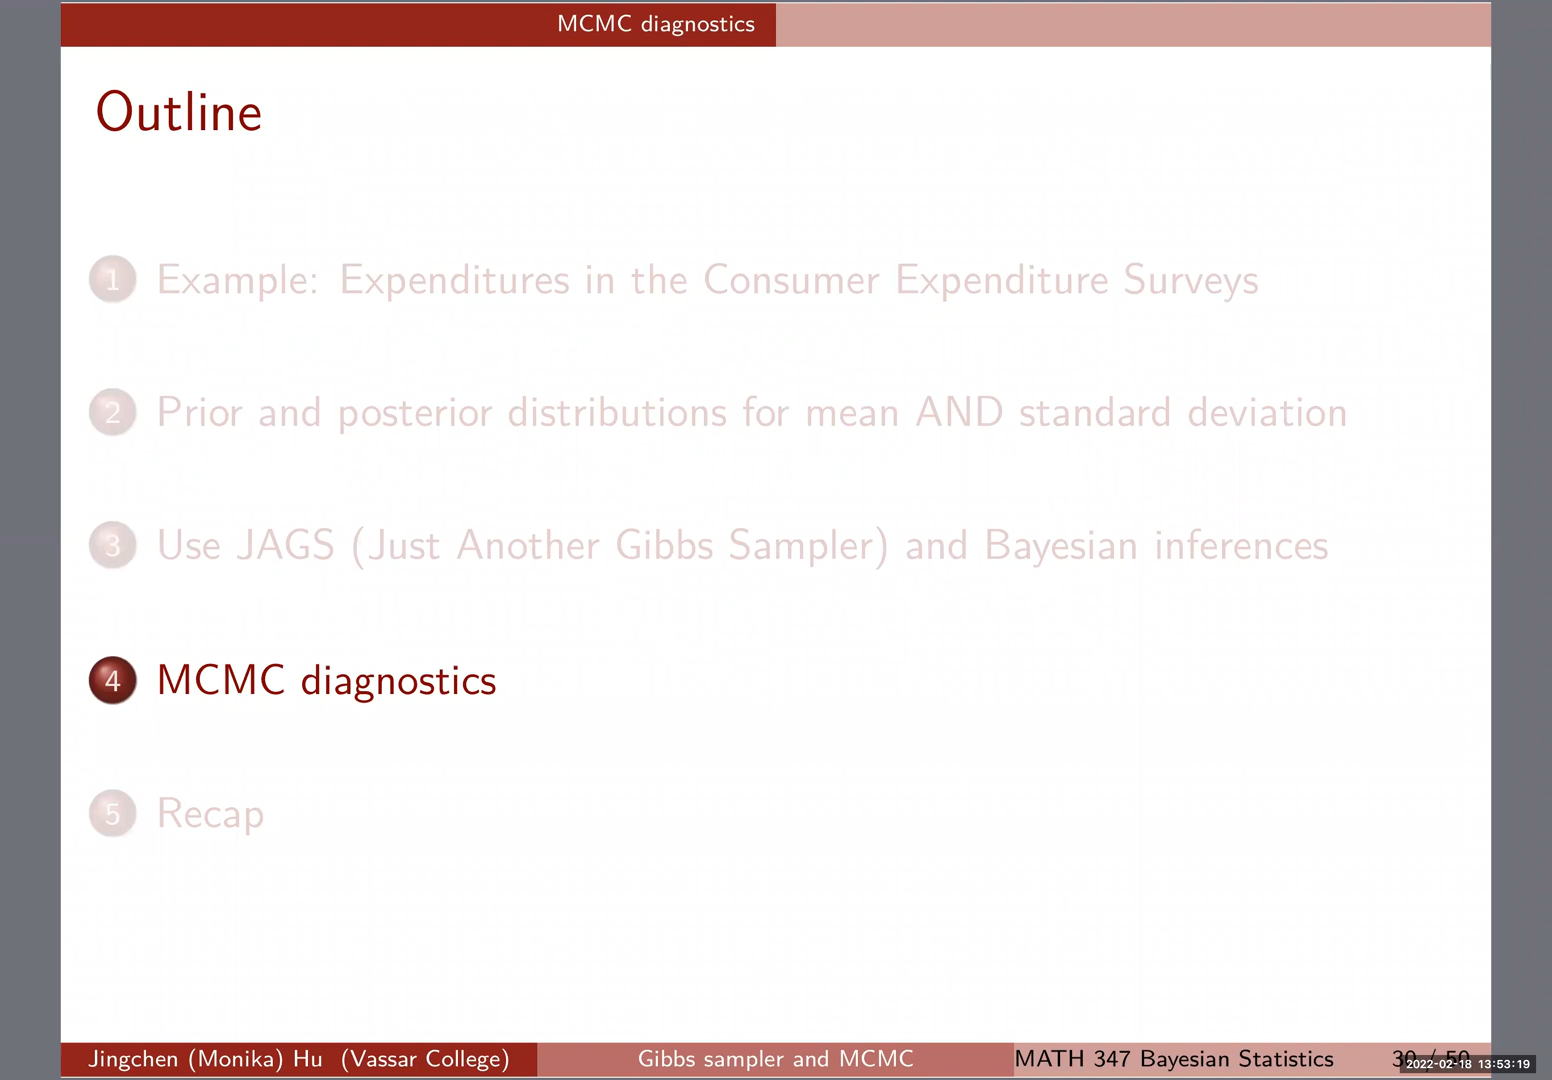 MCMC diagnostics
Outline
1 Example: Expenditures in the Consumer Expenditure Surveys
2 Prior and posterior distributions for mean AND standard deviation
3 Use JAGS (Just Another Gibbs Sampler) and Bayesian inferences
4 MCMC diagnostics
5 Recap
Jingchen (Monika) Hu (Vassar College) Gibbs sampler and MCMC MATH 347 Bayesian Statistics 30 / 50
2022-02-18 13:53:19